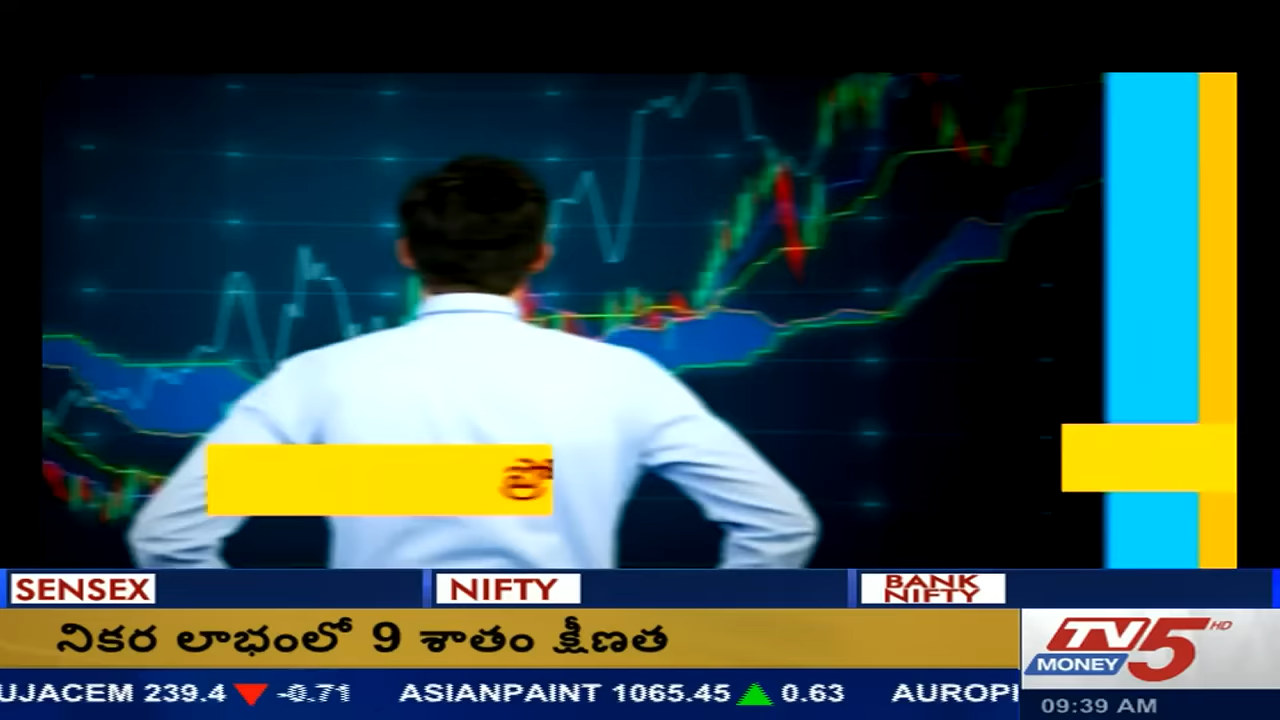 SENSEX NIFTY BANK NIFTY
నికర లాభంలో 9 శాతం క్షీణత
TV5 HD
MONEY
UJACEM 239.4 -0.71 ASIANPAINT 1065.45 0.63 AUROPI
09:39 AM